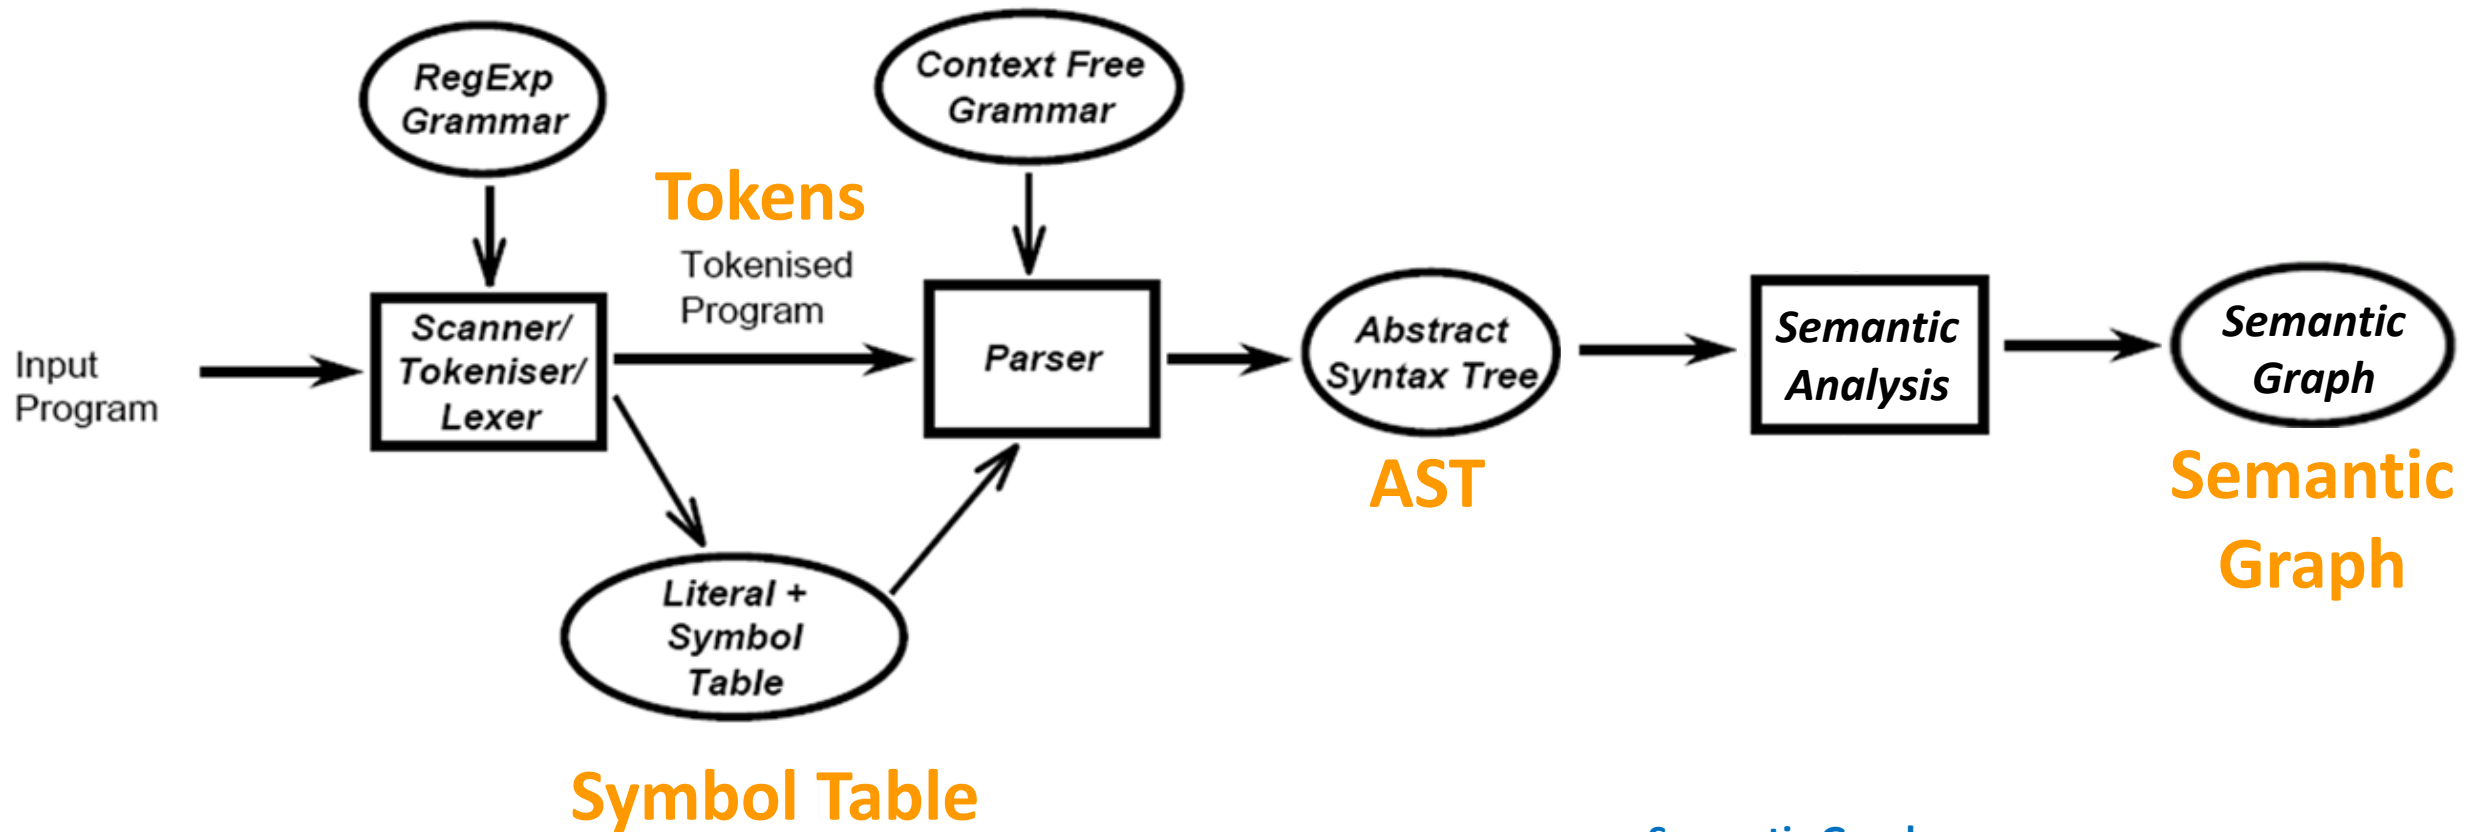 RegExp
Grammar
Context Free
Grammar
Tokens
Tokenised
Program
Input
Program
Scanner/
Tokeniser/
Lexer
Parser
Abstract
Syntax Tree
AST
Semantic
Analysis
Semantic
Graph
Semantic
Graph
Literal +
Symbol
Table
Symbol Table